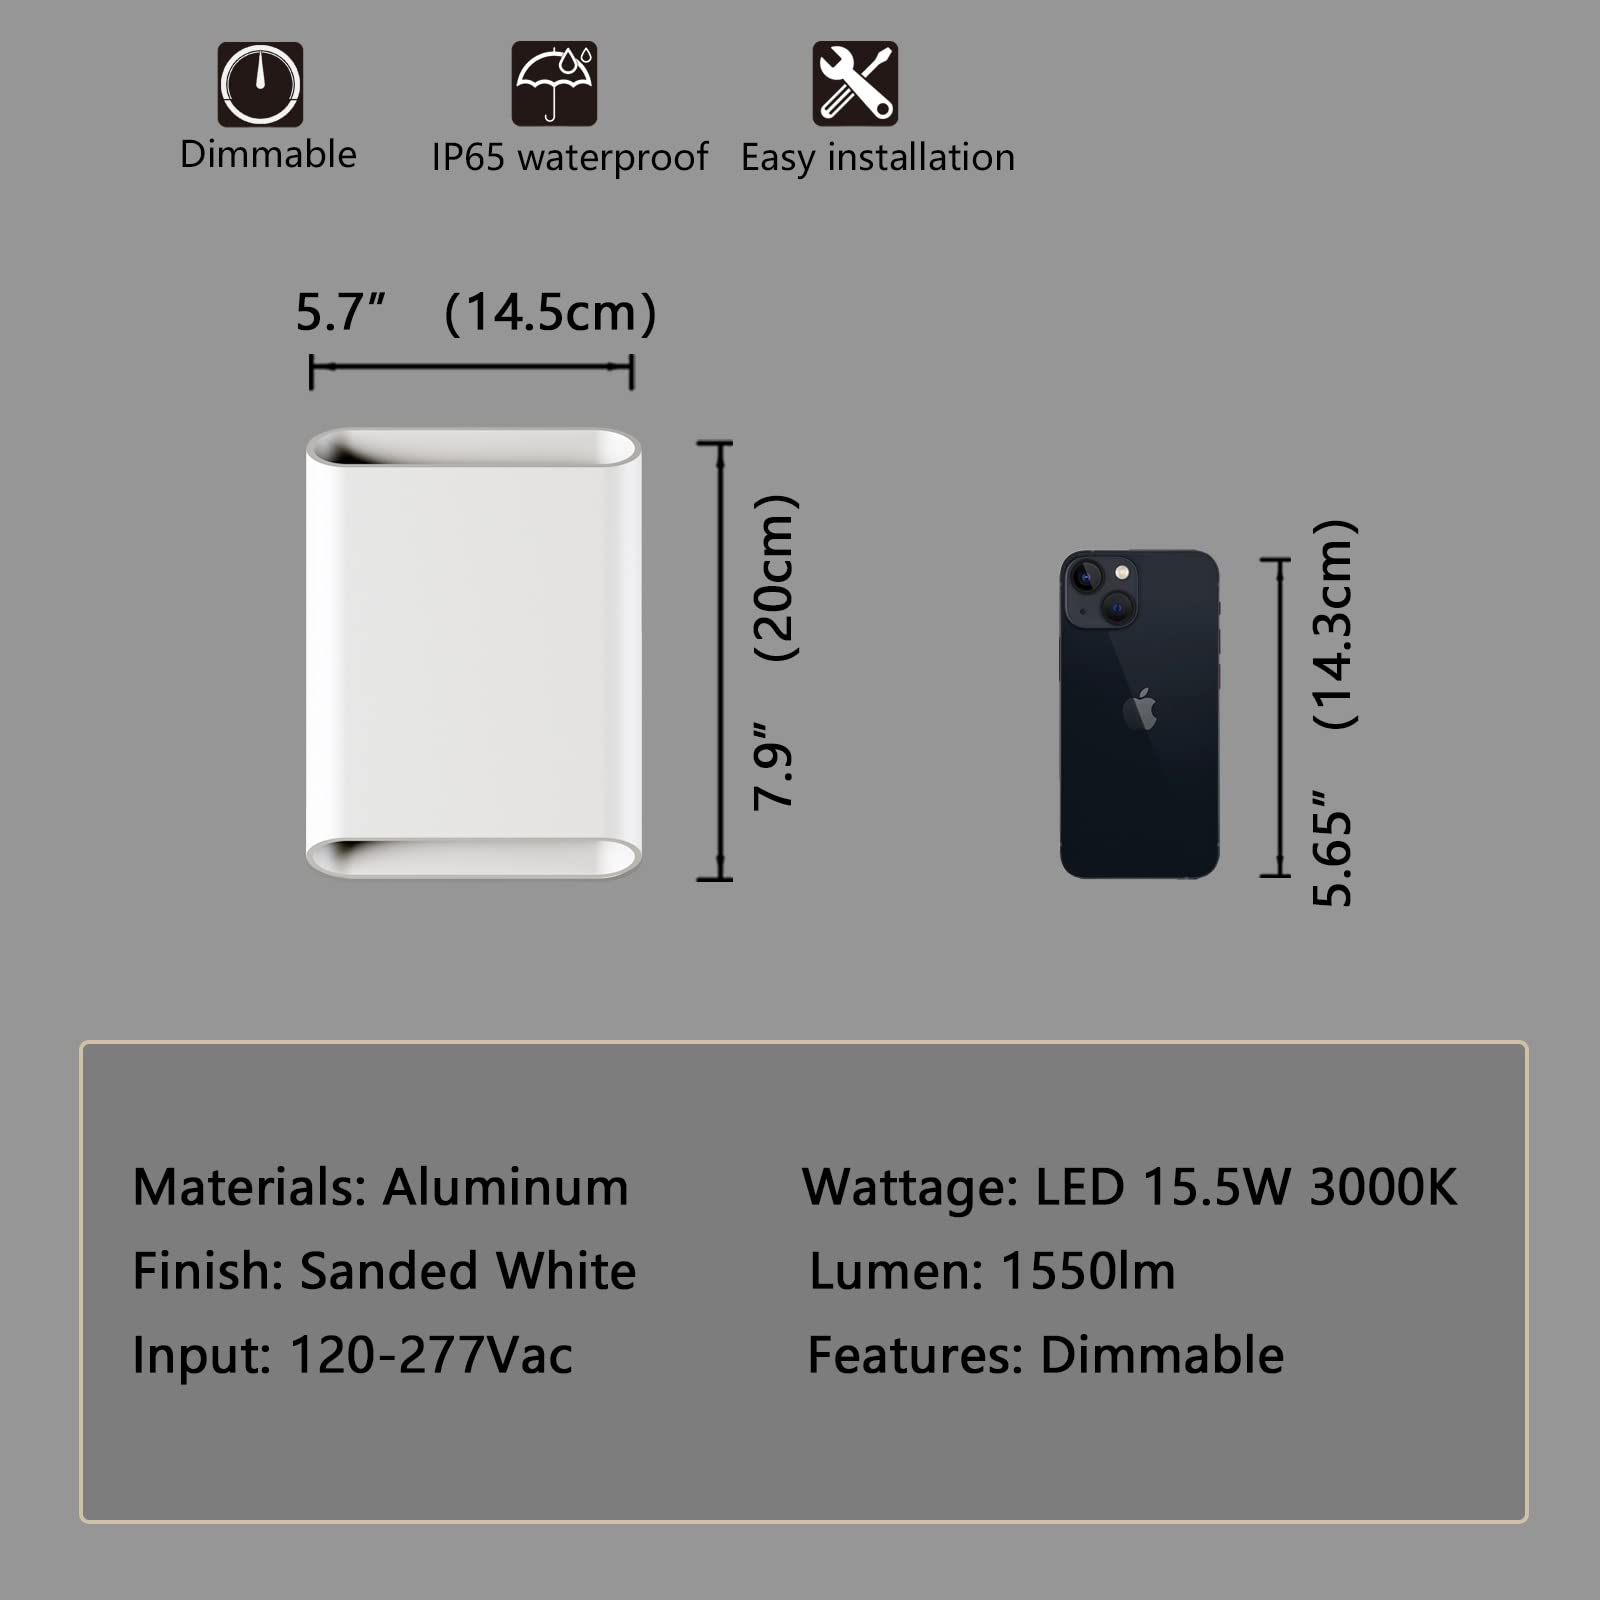 Dimmable
IP65 waterproof
Easy installation
5.7” (14.5cm)
7.9” (20cm)
5.65” (14.3cm)
Materials: Aluminum
Wattage: LED 15.5W 3000K
Finish: Sanded White
Lumen: 1550lm
Input: 120-277Vac
Features: Dimmable